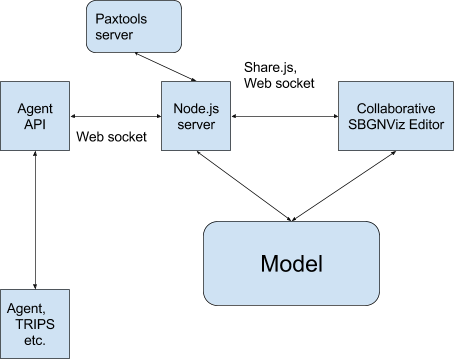 Paxtools
server
Share.js,
Web socket
Agent
API
Web socket
Node.js
server
Collaborative
SBGNViz Editor
Model
Agent,
TRIPS
etc.